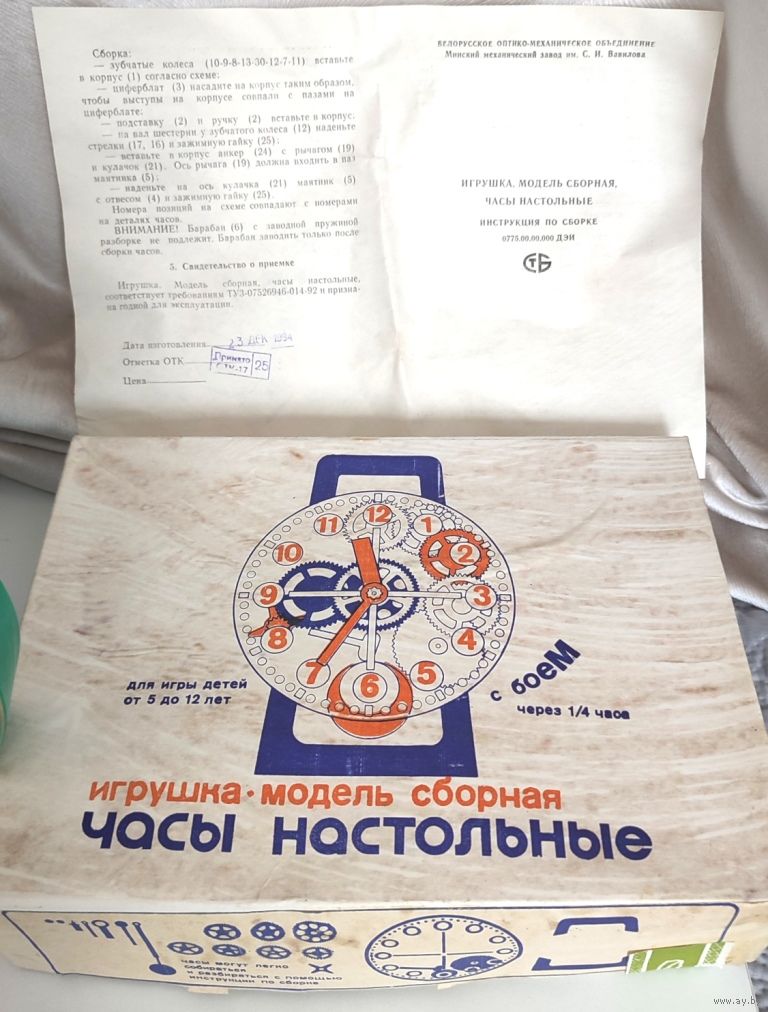 Сборка:
— зубчатые колеса (10-9-8-13-30-12-7-11) вставьте
в корпус (1) согласно схеме;
— циферблат (3) насадите на корпус таким образом,
чтобы выступы на корпусе совпали с пазами на
циферблате;
— подставку (2) и ручку (2) вставьте в корпус;
— на вал шестерни у зубчатого колеса (12) наденьте
стрелки (17, 16) и зажимную гайку (25);
— вставьте в корпус анкер (24) с рычагом (19)
и кулачок (21). Ось рычага (19) должна входить в паз
маятника (5);
— наденьте на ось кулачка (21) маятник (5)
с отвесом (4) и зажимную гайку (25).
Номера позиций на схеме совпадают с номерами
на деталях часов.
ВНИМАНИЕ! Барабан (6) с заводной пружиной
разборке не подлежит. Барабан заводить только после
сборки часов.
5. Свидетельство о приемке
Игрушка. Модель сборная, часы настольные,
соответствует требованиям ТУ3-07526946-014-92 и призна-
на годной для эксплуатации.
Дата изготовления 23 ДЕК 1994
Отметка ОТК Принято 25
Цена
БЕЛОРУССКОЕ ОПТИКО-МЕХАНИЧЕСКОЕ ОБЪЕДИНЕНИЕ
Минский механический завод им. С. И. Вавилова
ИГРУШКА. МОДЕЛЬ СБОРНАЯ,
ЧАСЫ НАСТОЛЬНЫЕ
ИНСТРУКЦИЯ ПО СБОРКЕ
0775.00.00.000 ДЭИ
СТБ
12
11 1
10 2
9 3
8 4
7 5
6
для игры детей
от 5 до 12 лет
с боем
через 1/4 часа
игрушка·модель сборная
часы настольные
часы могут легко
собираться
и разбираться с помощью
инструкции по сборке
www.ay.by